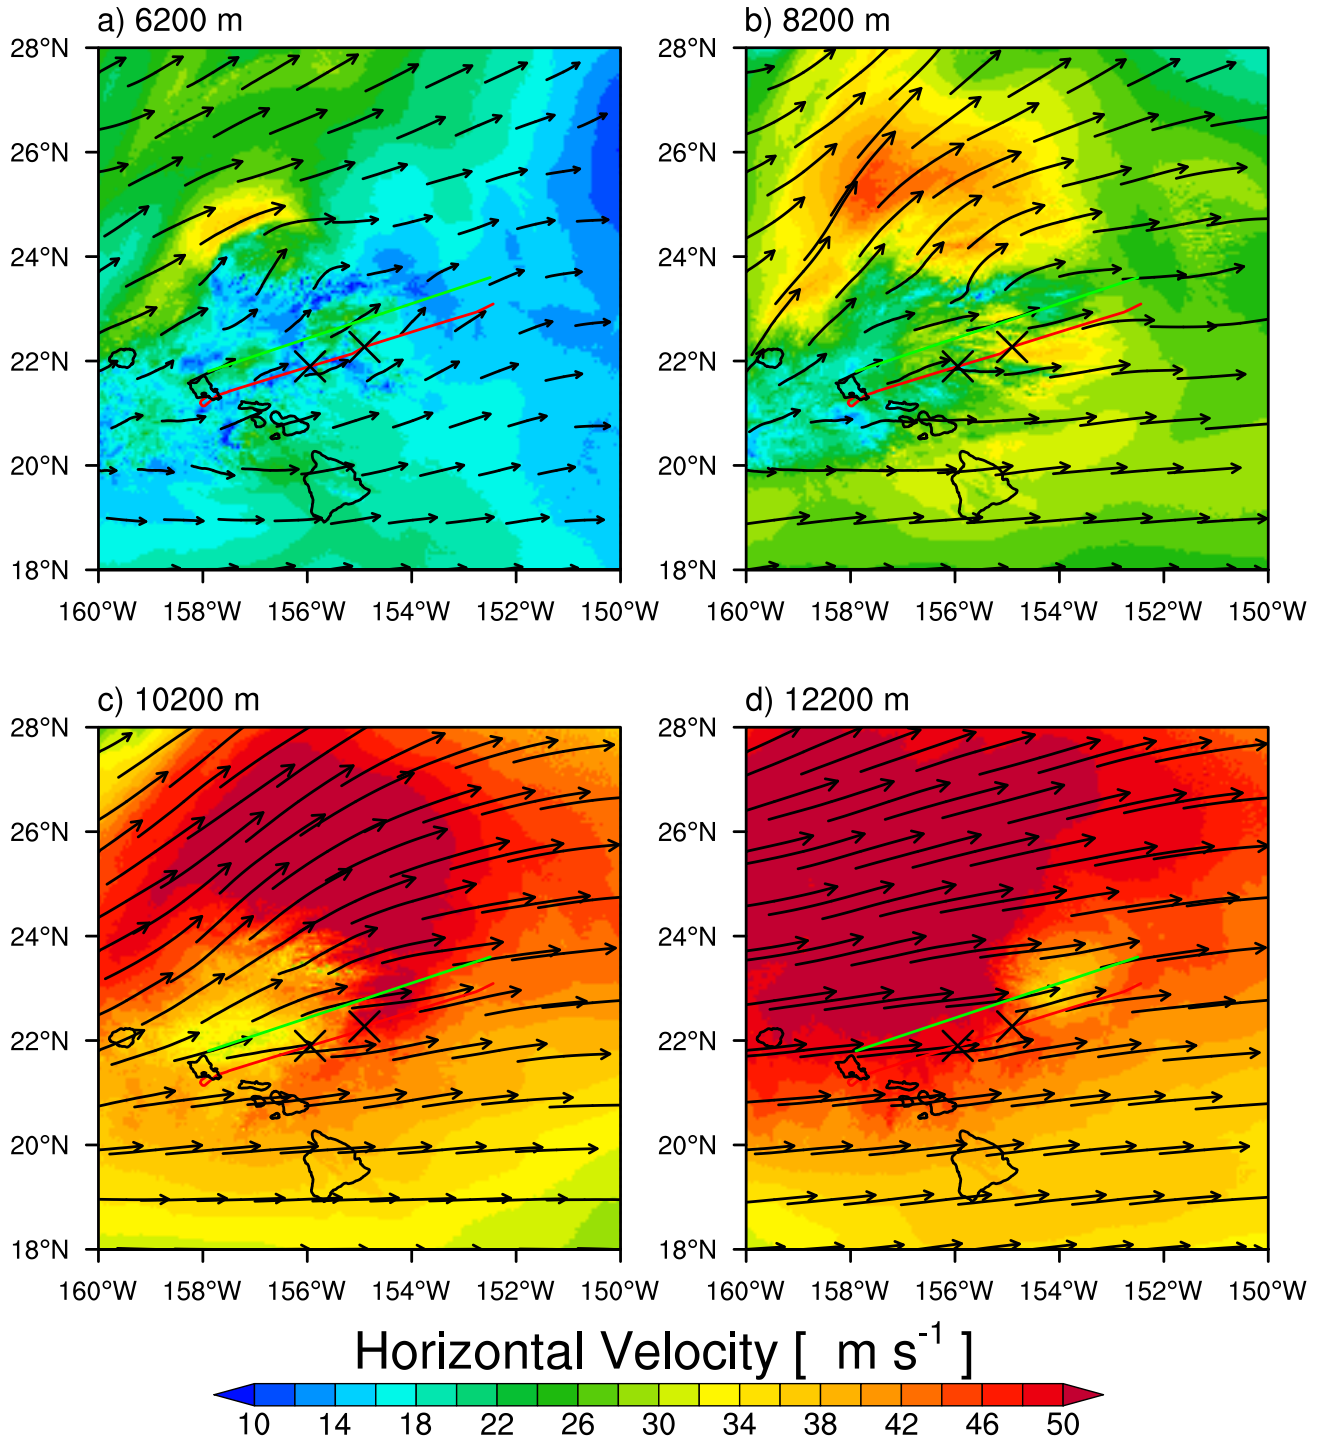 a) 6200 m
b) 8200 m
28°N
26°N
24°N
22°N
20°N
18°N
160°W 158°W 156°W 154°W 152°W 150°W
28°N
26°N
24°N
22°N
20°N
18°N
160°W 158°W 156°W 154°W 152°W 150°W
c) 10200 m
d) 12200 m
28°N
26°N
24°N
22°N
20°N
18°N
160°W 158°W 156°W 154°W 152°W 150°W
28°N
26°N
24°N
22°N
20°N
18°N
160°W 158°W 156°W 154°W 152°W 150°W
Horizontal Velocity [ m s⁻¹ ]
10 14 18 22 26 30 34 38 42 46 50